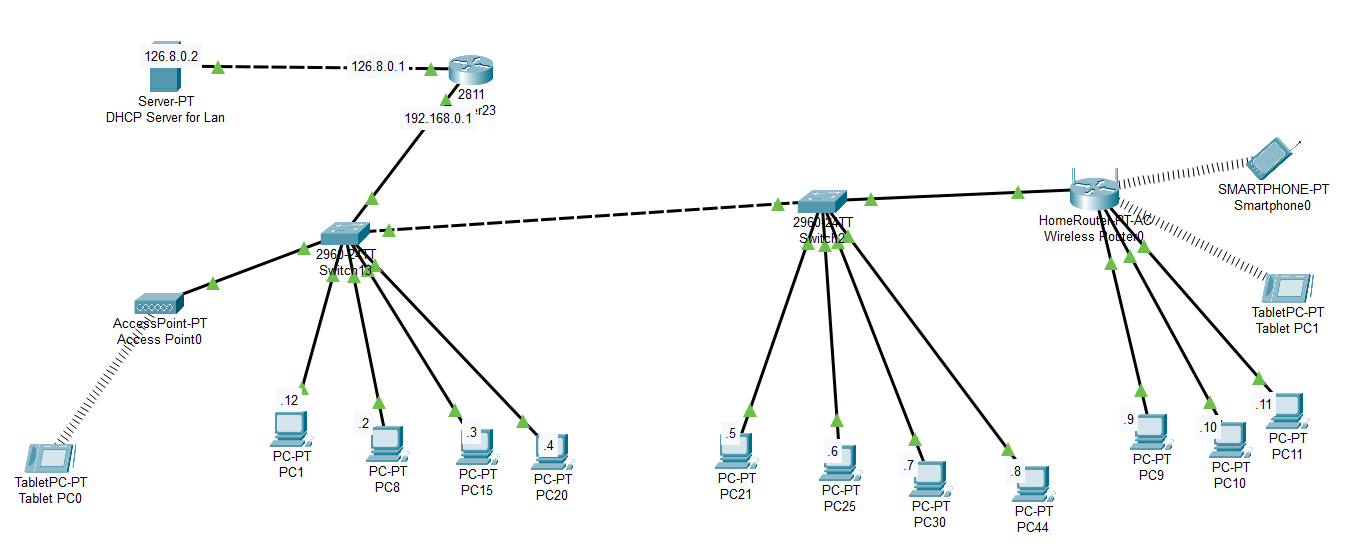 126.8.0.2
Server-PT
DHCP Server for Lan
126.8.0.1
2811
er23
192.168.0.1
2960-24TT
Switch13
AccessPoint-PT
Access Point0
TabletPC-PT
Tablet PC0
.12
PC-PT
PC1
.2
PC-PT
PC8
.3
PC-PT
PC15
.4
PC-PT
PC20
2960-24TT
Switch2
.5
PC-PT
PC21
.6
PC-PT
PC25
.7
PC-PT
PC30
.8
PC-PT
PC44
HomeRouter-PT-AC
Wireless Router0
SMARTPHONE-PT
Smartphone0
TabletPC-PT
Tablet PC1
.9
PC-PT
PC9
.10
PC-PT
PC10
.11
PC-PT
PC11